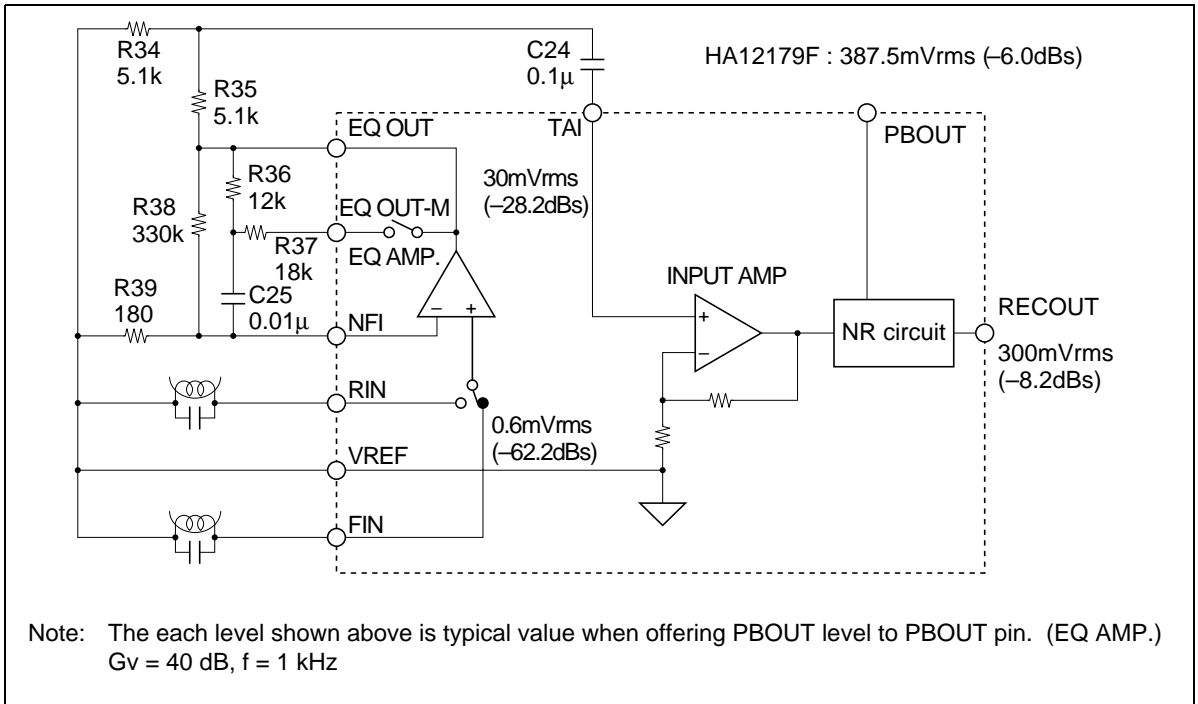 R34
5.1k
R35
5.1k
C24
0.1μ
HA12179F : 387.5mVrms (–6.0dBs)
EQ OUT
TAI
PBOUT
R36
12k
30mVrms
(–28.2dBs)
R38
330k
EQ OUT-M
R37
18k
EQ AMP.
INPUT AMP
R39
180
C25
0.01μ
NFI
–
+
+
–
NR circuit
RECOUT
300mVrms
(–8.2dBs)
RIN
0.6mVrms
(–62.2dBs)
VREF
FIN
Note: The each level shown above is typical value when offering PBOUT level to PBOUT pin. (EQ AMP.)
Gv = 40 dB, f = 1 kHz